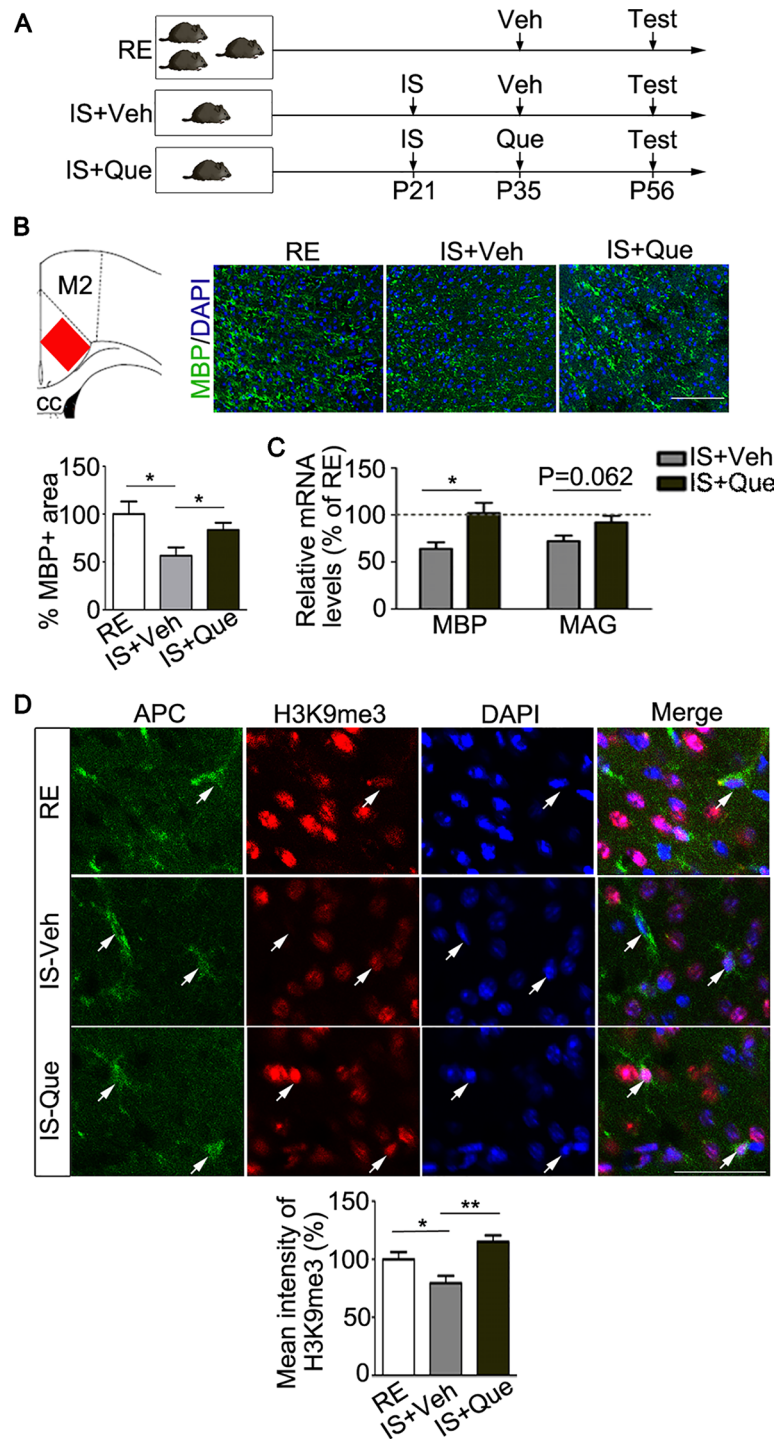 A
RE
Veh
Test
IS+Veh
IS
Veh
Test
IS+Que
IS
Que
Test
P21
P35
P56
B
M2
CC
RE
IS+Veh
IS+Que
MBP/DAPI
% MBP+ area
150
100
50
0
*
*
RE
IS+Veh
IS+Que
C
Relative mRNA
levels (% of RE)
150
100
50
0
*
P=0.062
IS+Veh
IS+Que
MBP
MAG
D
APC
H3K9me3
DAPI
Merge
RE
IS-Veh
IS-Que
Mean intensity of
H3K9me3 (%)
150
100
50
0
*
**
RE
IS+Veh
IS+Que